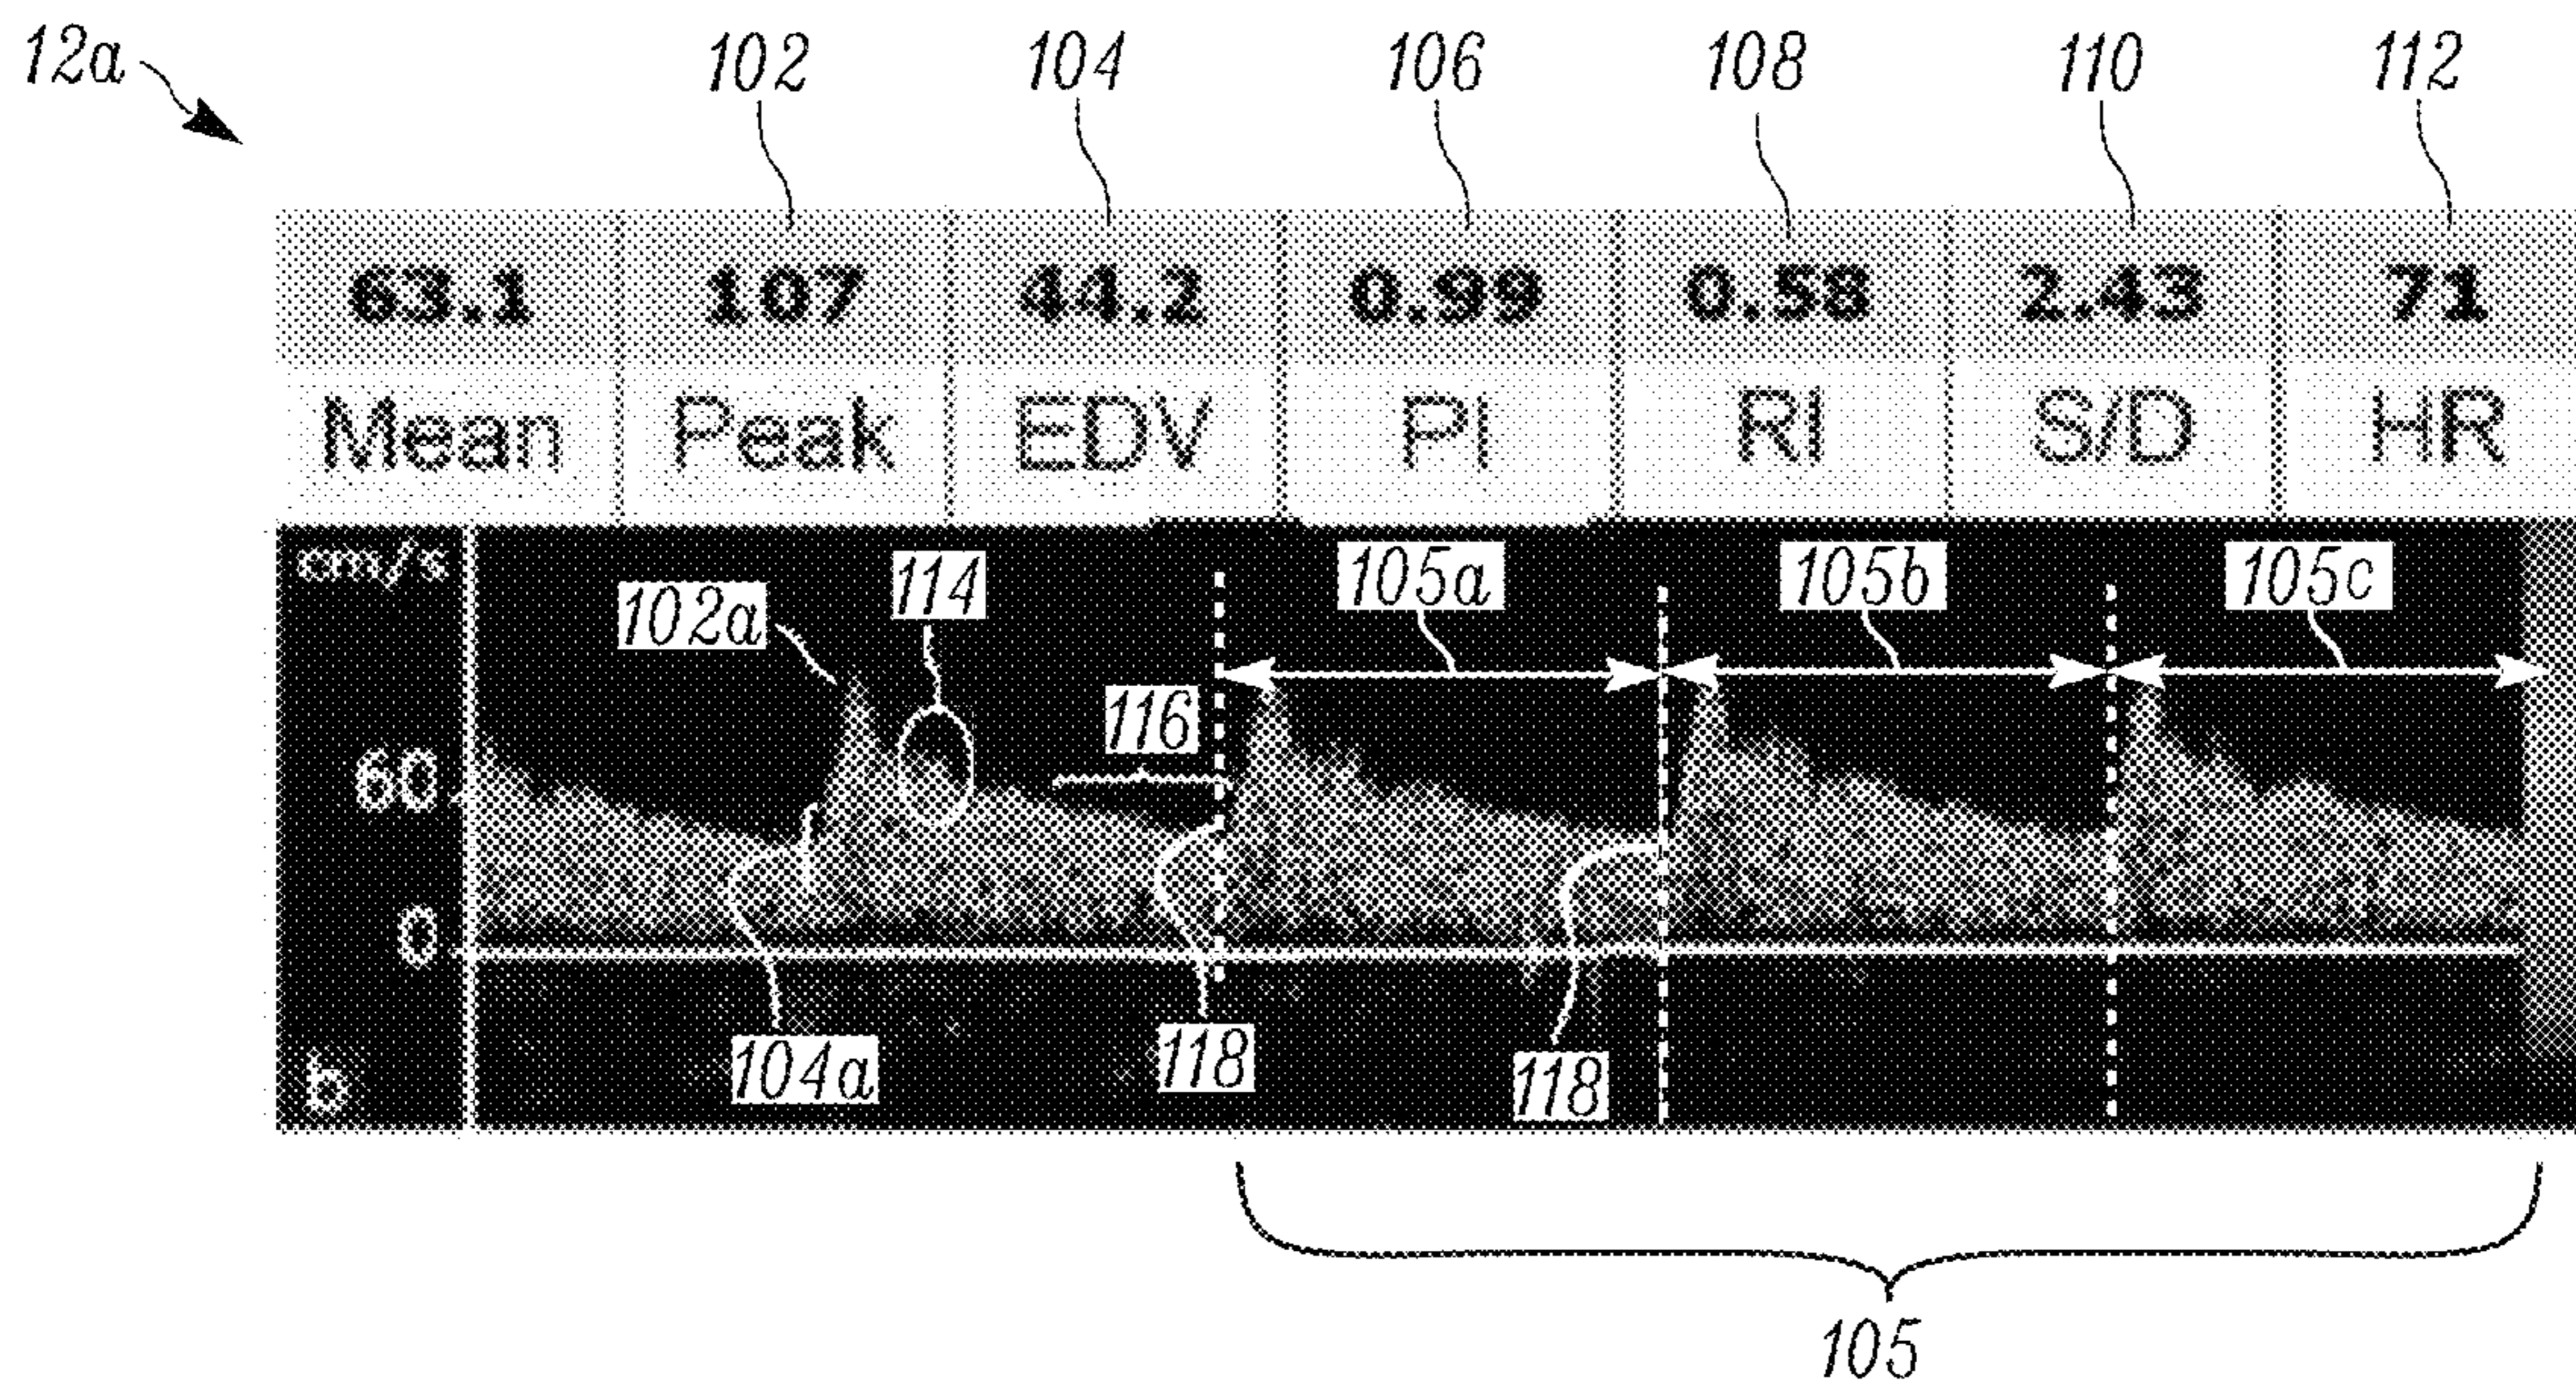 12a 102 104 106 108 110 112
63.1 107 44.2 0.99 0.58 2.43 71
Mean Peak EDV PI RI S/D HR
cm/s 102a 114 105a 105b 105c
116
60
0
104a 118 118
b
105